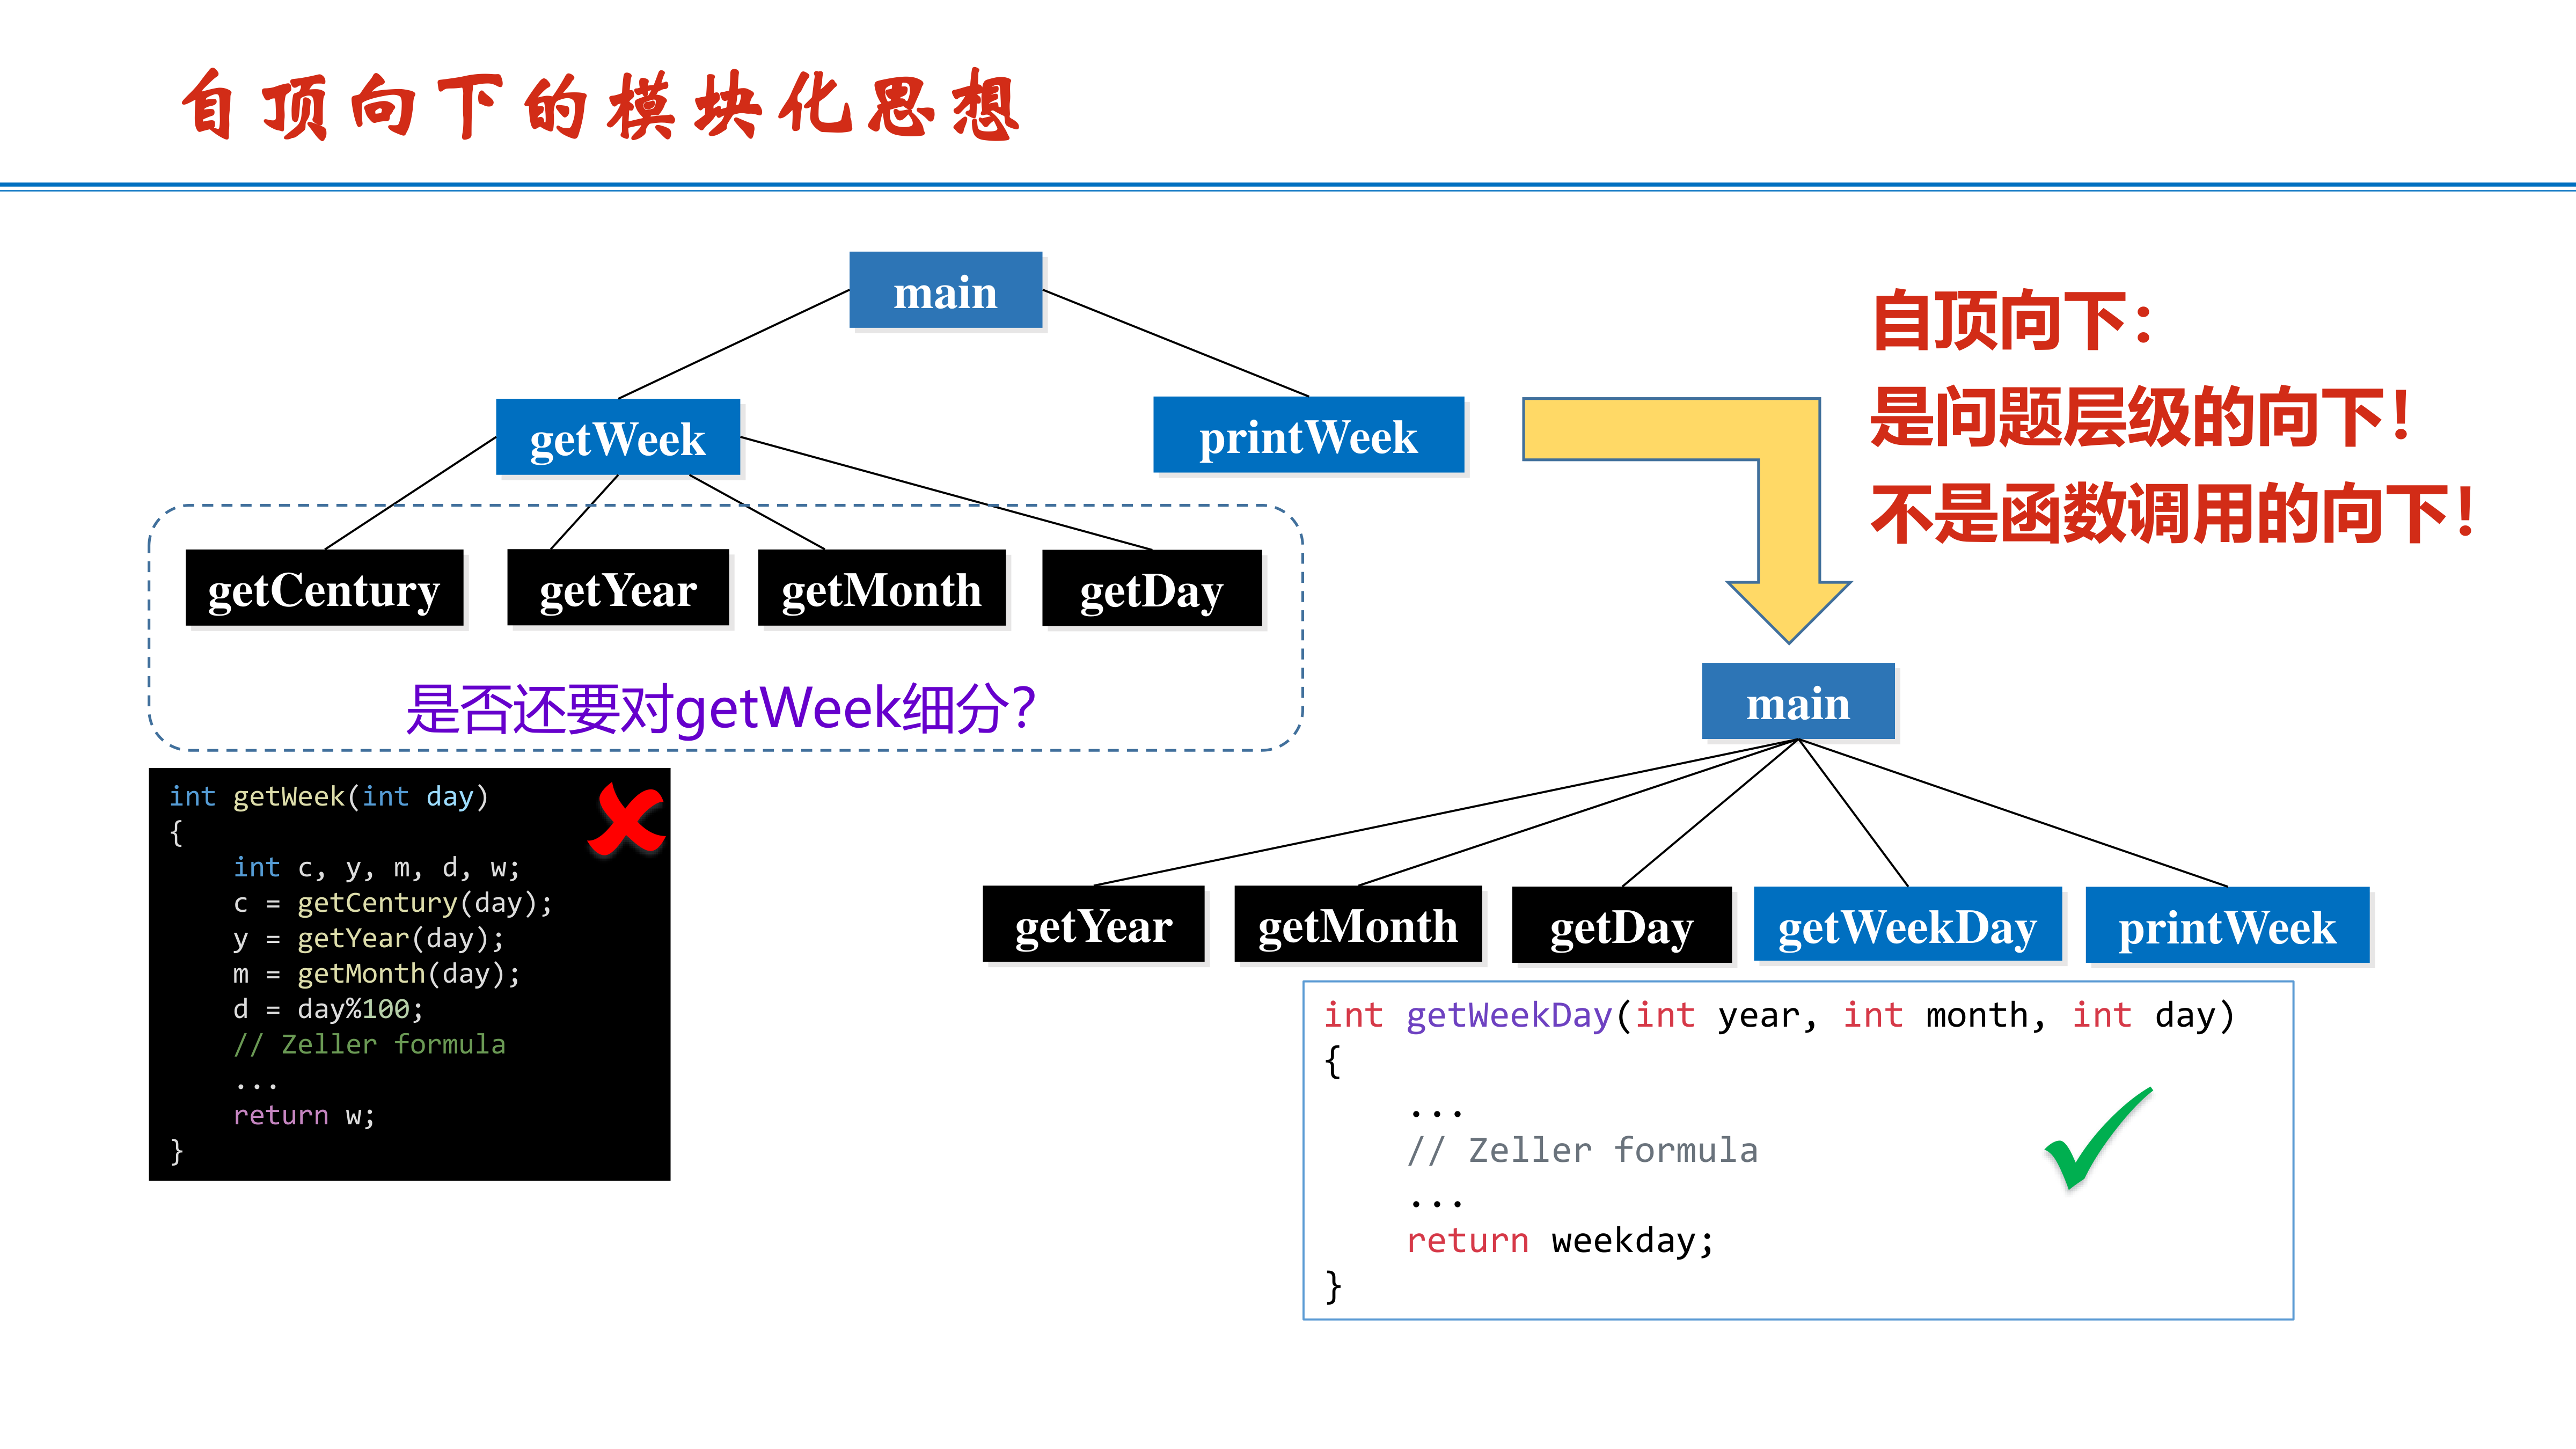 自顶向下的模块化思想
main
getWeek
printWeek
getCentury
getYear
getMonth
getDay
是否还要对getWeek细分?
自顶向下：
是问题层级的向下！
不是函数调用的向下！
int getWeek(int day)
{
    int c, y, m, d, w;
    c = getCentury(day);
    y = getYear(day);
    m = getMonth(day);
    d = day%100;
    // Zeller formula
    ...
    return w;
}
main
getYear
getMonth
getDay
getWeekDay
printWeek
int getWeekDay(int year, int month, int day)
{
    ...
    // Zeller formula
    ...
    return weekday;
}